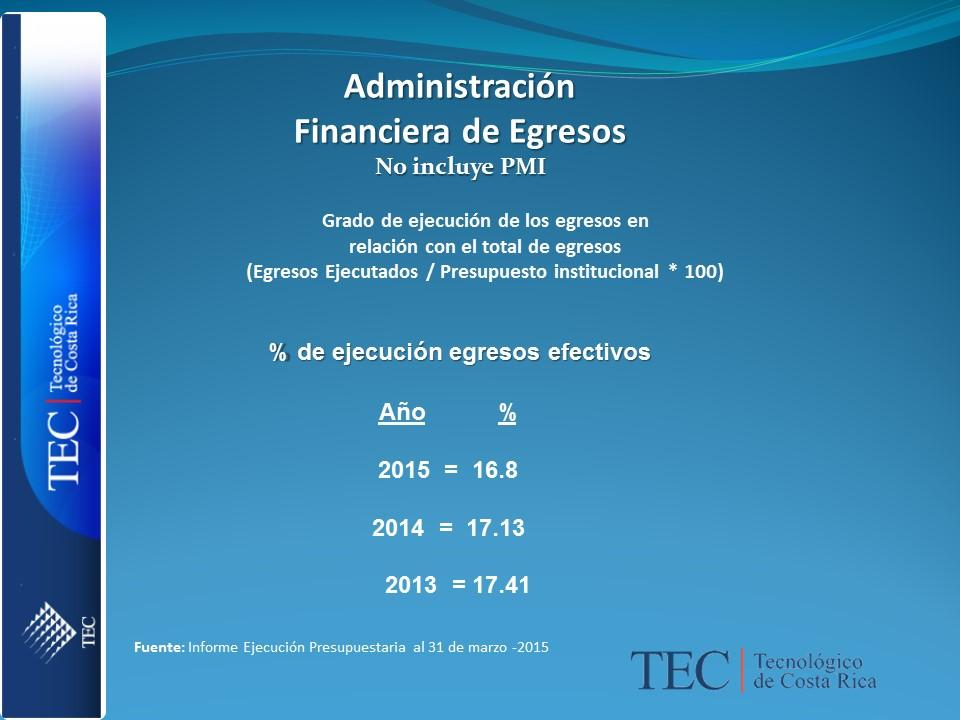 Administración
Financiera de Egresos
No incluye PMI
Grado de ejecución de los egresos en
relación con el total de egresos
(Egresos Ejecutados / Presupuesto institucional * 100)
% de ejecución egresos efectivos
Año %
2015 = 16.8
2014 = 17.13
2013 = 17.41
Fuente: Informe Ejecución Presupuestaria al 31 de marzo -2015
TEC | Tecnológico
de Costa Rica
TEC | Tecnológico
de Costa Rica
TEC